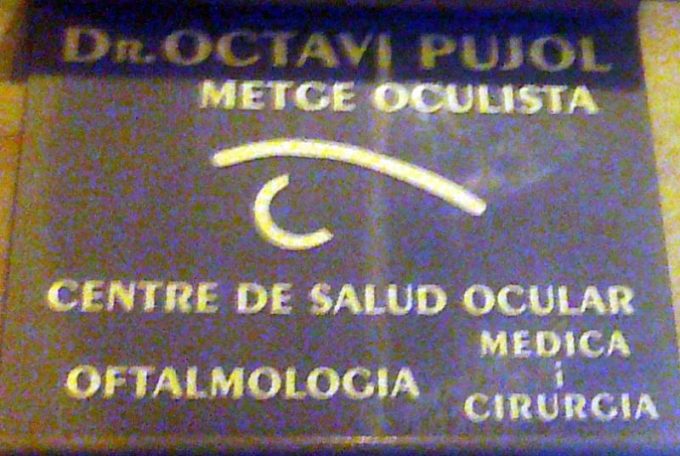 DR. OCTAVI PUJOL
METGE OCULISTA
CENTRE DE SALUD OCULAR
OFTALMOLOGIA
MEDICA
i
CIRURGIA